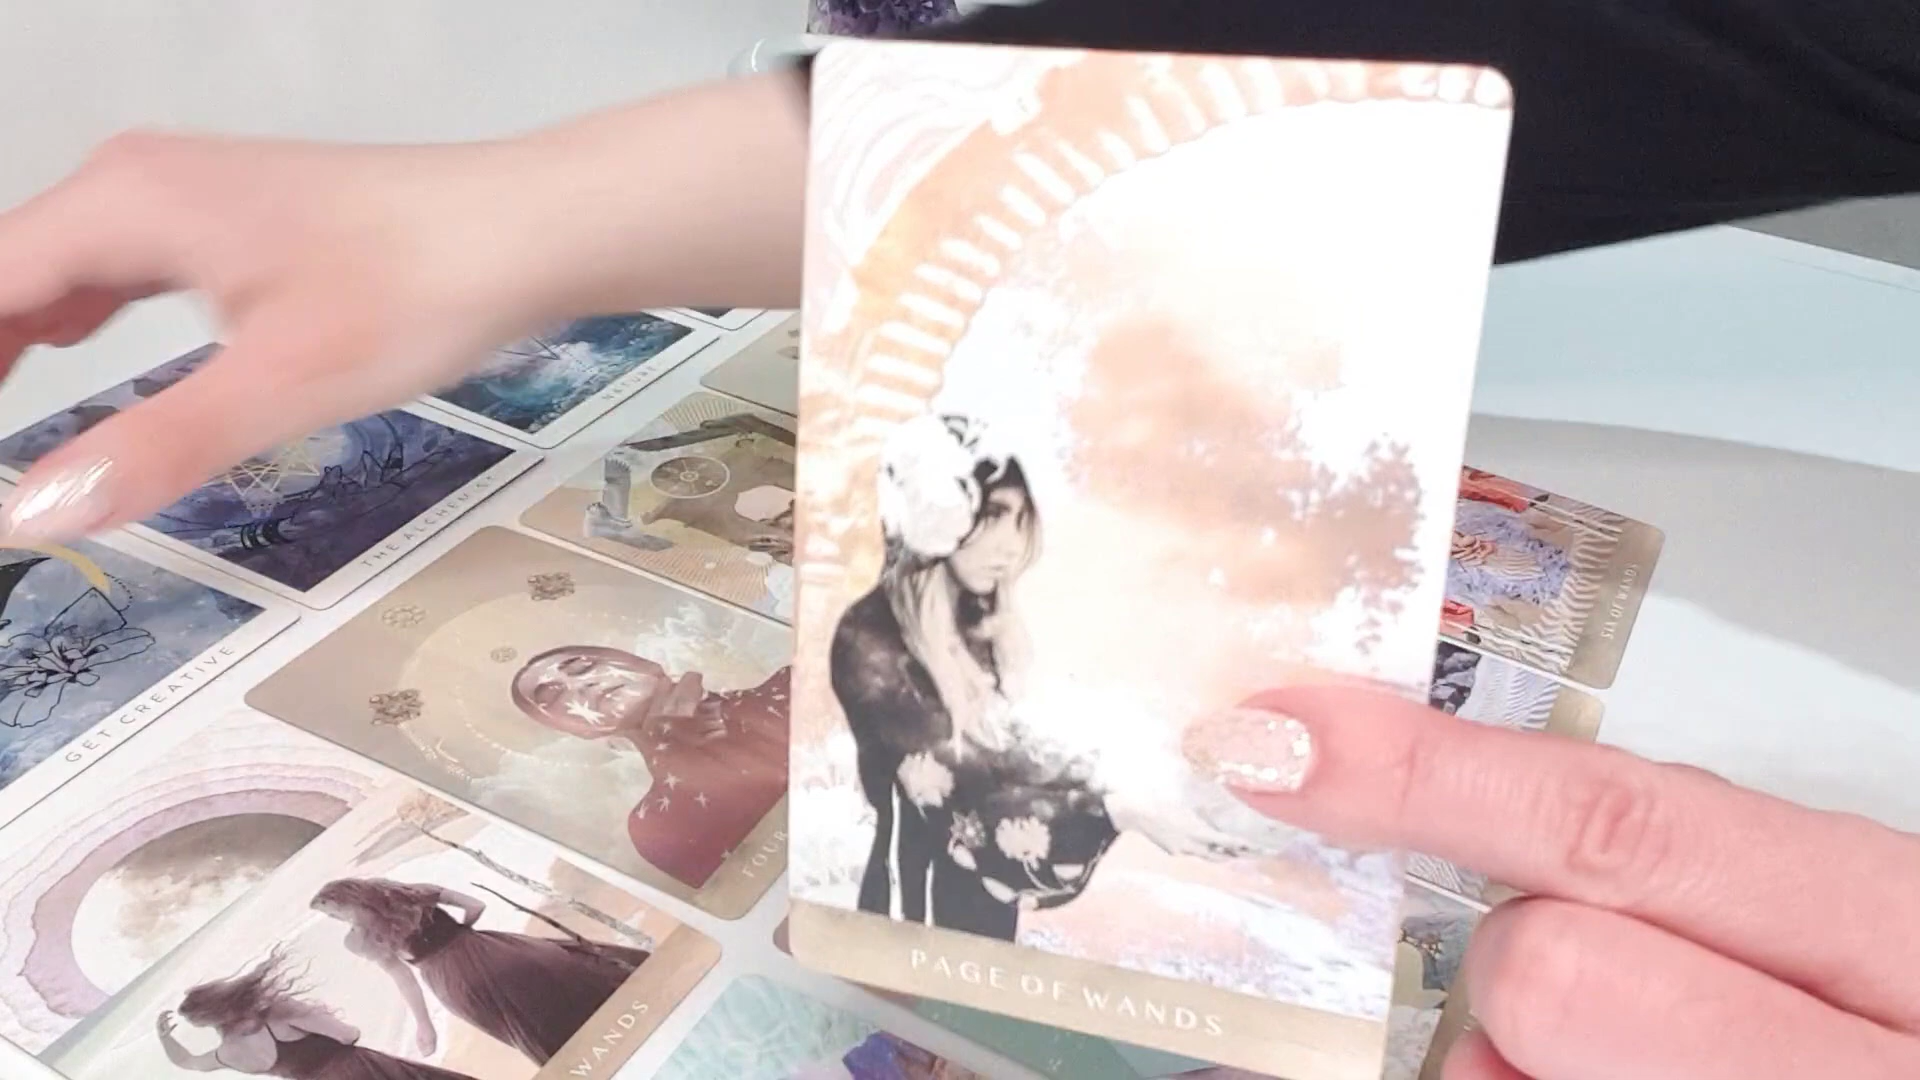 NATURE
THE ALCHEMIST
GET CREATIVE
FOUR
WANDS
PAGE OF WANDS
SIX OF WANDS